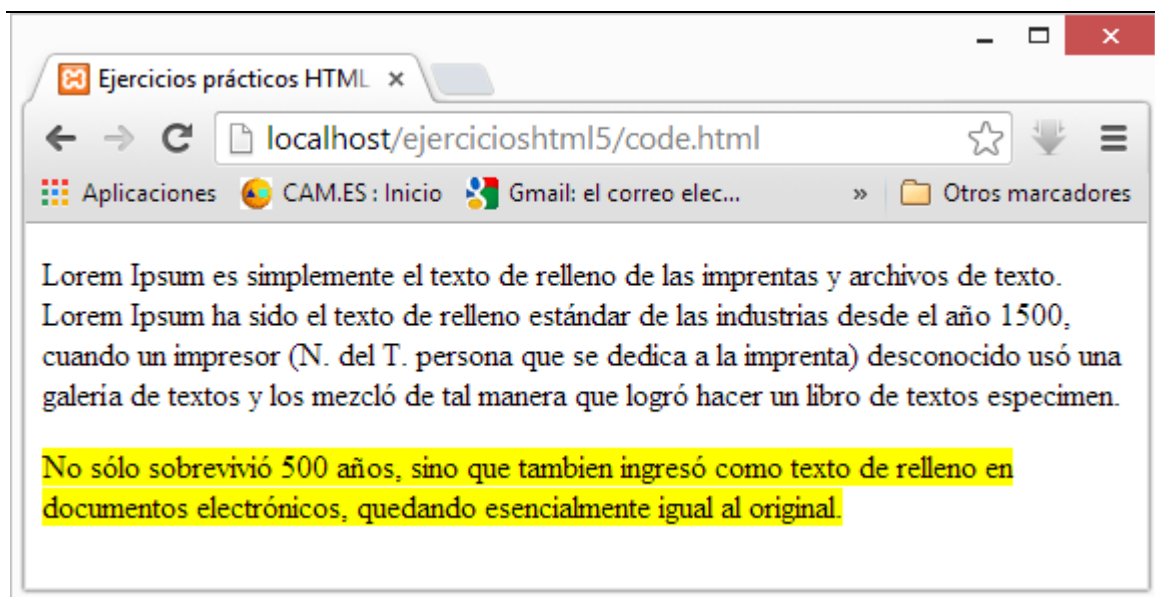 Ejercicios prácticos HTML
localhost/ejercicioshtml5/code.html
Aplicaciones CAM.ES : Inicio Gmail: el correo elec... » Otros marcadores
Lorem Ipsum es simplemente el texto de relleno de las imprentas y archivos de texto.
Lorem Ipsum ha sido el texto de relleno estándar de las industrias desde el año 1500,
cuando un impresor (N. del T. persona que se dedica a la imprenta) desconocido usó una
galería de textos y los mezcló de tal manera que logró hacer un libro de textos especimen.
No sólo sobrevivió 500 años, sino que tambien ingresó como texto de relleno en
documentos electrónicos, quedando esencialmente igual al original.